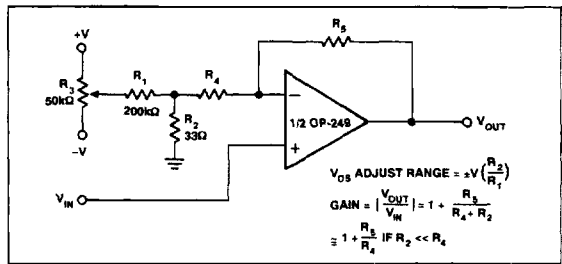 +V
R3
50kΩ
-V
R1
200kΩ
R2
33Ω
R4
R5
-
+
1/2 OP-249
VOUT
VIN
VOS ADJUST RANGE = ±V(R2/R1)
GAIN = |VOUT/VIN| = 1 + R5/(R4 + R2)
≅ 1 + R5/R4 IF R2 << R4